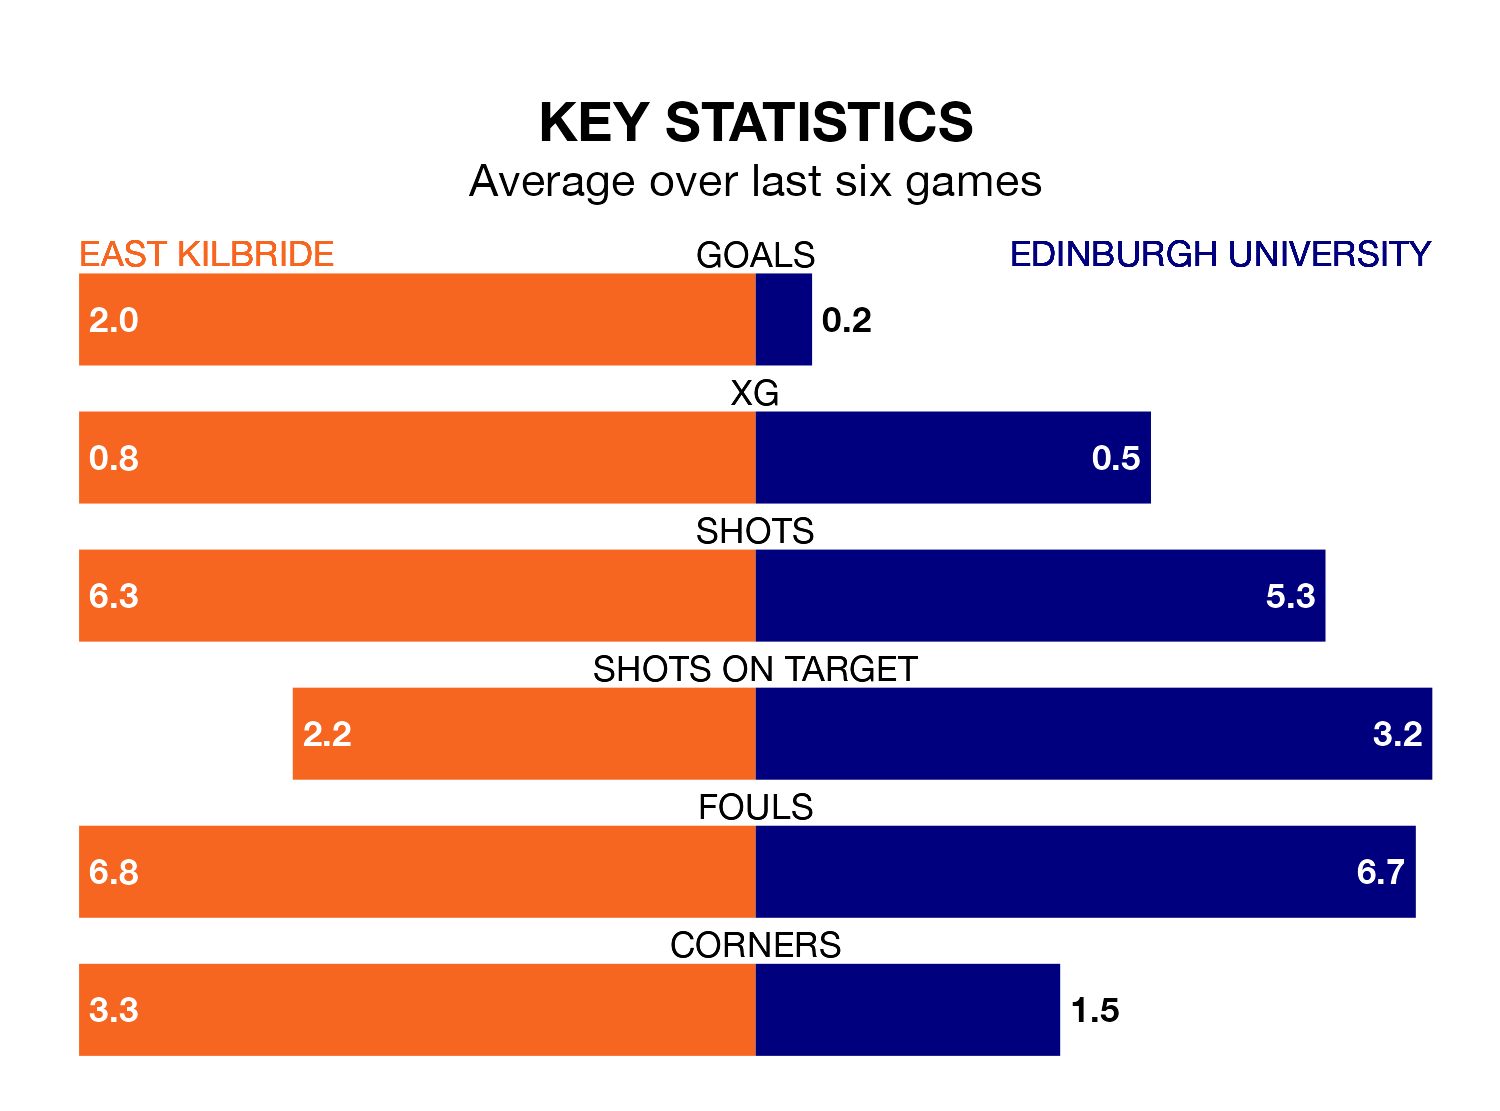 KEY STATISTICS
Average over last six games
EAST KILBRIDE GOALS EDINBURGH UNIVERSITY
2.0 0.2
XG
0.8 0.5
SHOTS
6.3 5.3
SHOTS ON TARGET
2.2 3.2
FOULS
6.8 6.7
CORNERS
3.3 1.5